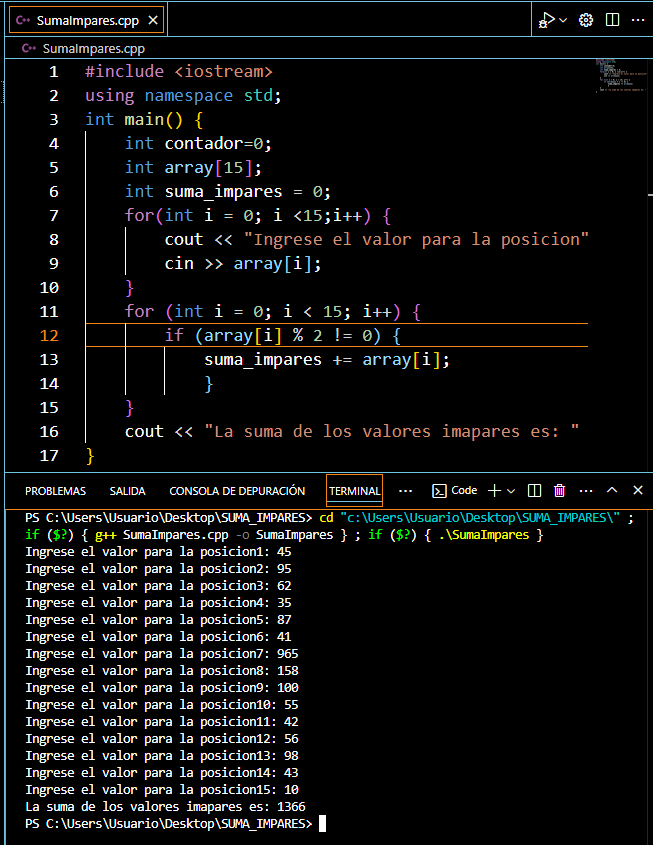 C++ SumaImpares.cpp
C++ SumaImpares.cpp
1 #include <iostream>
2 using namespace std;
3 int main() {
4 int contador=0;
5 int array[15];
6 int suma_impares = 0;
7 for(int i = 0; i <15;i++) {
8 cout << "Ingrese el valor para la posicion"
9 cin >> array[i];
10 }
11 for (int i = 0; i < 15; i++) {
12 if (array[i] % 2 != 0) {
13 suma_impares += array[i];
14 }
15 }
16 cout << "La suma de los valores imapares es: "
17 }
PROBLEMAS SALIDA CONSOLA DE DEPURACIÓN TERMINAL ··· Code
PS C:\Users\Usuario\Desktop\SUMA_IMPARES> cd "c:\Users\Usuario\Desktop\SUMA_IMPARES\" ;
if ($?) { g++ SumaImpares.cpp -o SumaImpares } ; if ($?) { .\SumaImpares }
Ingrese el valor para la posicion1: 45
Ingrese el valor para la posicion2: 95
Ingrese el valor para la posicion3: 62
Ingrese el valor para la posicion4: 35
Ingrese el valor para la posicion5: 87
Ingrese el valor para la posicion6: 41
Ingrese el valor para la posicion7: 965
Ingrese el valor para la posicion8: 158
Ingrese el valor para la posicion9: 100
Ingrese el valor para la posicion10: 55
Ingrese el valor para la posicion11: 42
Ingrese el valor para la posicion12: 56
Ingrese el valor para la posicion13: 98
Ingrese el valor para la posicion14: 43
Ingrese el valor para la posicion15: 10
La suma de los valores imapares es: 1366
PS C:\Users\Usuario\Desktop\SUMA_IMPARES>